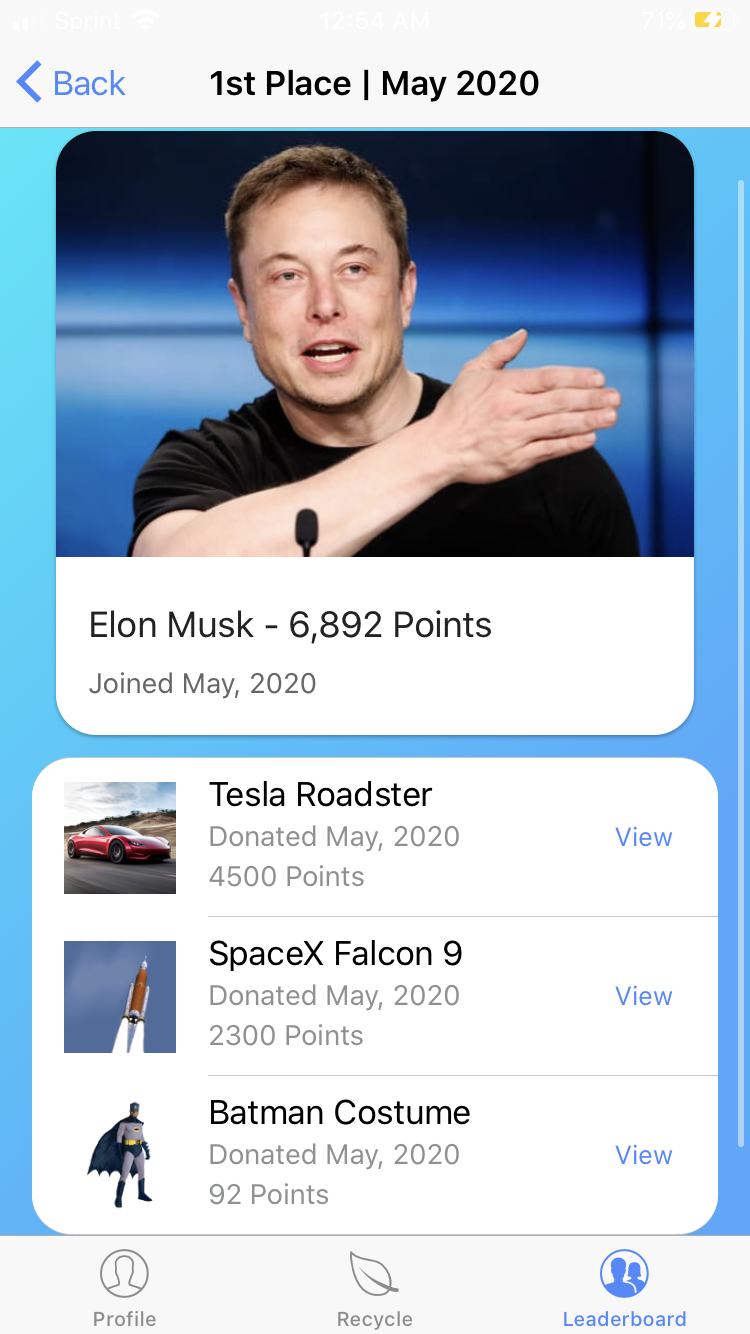 Sprint 12:54 AM 71%
Back 1st Place | May 2020
Elon Musk - 6,892 Points
Joined May, 2020
Tesla Roadster
Donated May, 2020
View
4500 Points
SpaceX Falcon 9
Donated May, 2020
View
2300 Points
Batman Costume
Donated May, 2020
View
92 Points
Profile Recycle Leaderboard